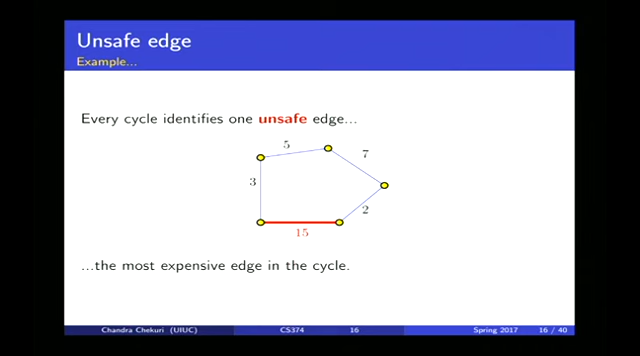 Unsafe edge
Example...
Every cycle identifies one unsafe edge...
5
7
3
2
15
...the most expensive edge in the cycle.
Chandra Chekuri (UIUC) CS374 16 Spring 2017 16 / 40